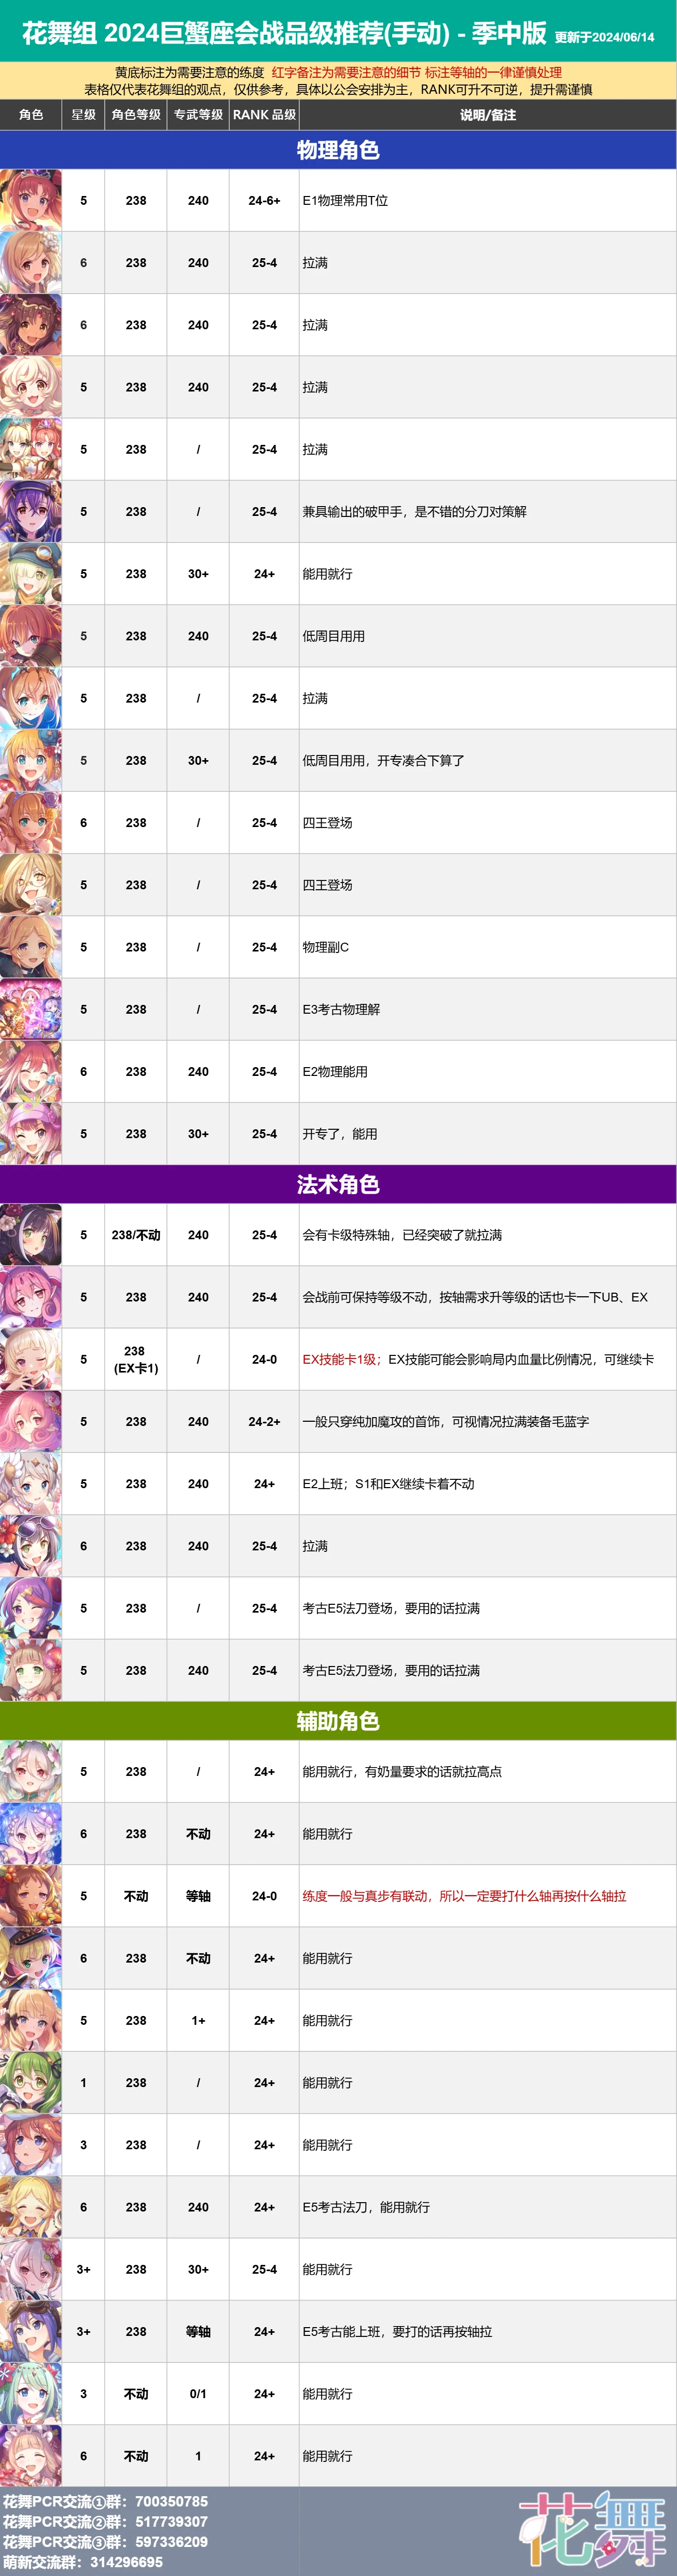 花舞组 2024巨蟹座会战品级推荐(手动) - 季中版 更新于2024/06/14
黄底标注为需要注意的练度 红字备注为需要注意的细节 标注等轴的一律谨慎处理
表格仅代表花舞组的观点，仅供参考，具体以公会安排为主，RANK可升不可逆，提升需谨慎
角色 星级 角色等级 专武等级 RANK 品级 说明/备注
物理角色
5 238 240 24-6+ E1物理常用T位
6 238 240 25-4 拉满
6 238 240 25-4 拉满
5 238 240 25-4 拉满
5 238 / 25-4 拉满
5 238 / 25-4 兼具输出的破甲手，是不错的分刀对策解
5 238 30+ 24+ 能用就行
5 238 240 25-4 低周目用用
5 238 / 25-4 拉满
5 238 30+ 25-4 低周目用用，开专凑合下算了
6 238 / 25-4 四王登场
5 238 / 25-4 四王登场
5 238 / 25-4 物理副C
5 238 / 25-4 E3考古物理解
6 238 240 25-4 E2物理能用
5 238 30+ 25-4 开专了，能用
法术角色
5 238/不动 240 25-4 会有卡级特殊轴，已经突破了就拉满
5 238 240 25-4 会战前可保持等级不动，按轴需求升等级的话也卡一下UB、EX
5 238 (EX卡1) / 24-0 EX技能卡1级；EX技能可能会影响局内血量比例情况，可继续卡
5 238 240 24-2+ 一般只穿纯加魔攻的首饰，可视情况拉满装备毛蓝字
5 238 240 24+ E2上班；S1和EX继续卡着不动
6 238 240 25-4 拉满
5 238 / 25-4 考古E5法刀登场，要用的话拉满
5 238 240 25-4 考古E5法刀登场，要用的话拉满
辅助角色
5 238 / 24+ 能用就行，有奶量要求的话就拉高点
6 238 不动 24+ 能用就行
5 不动 等轴 24-0 练度一般与真步有联动，所以一定要打什么轴再按什么轴拉
6 238 不动 24+ 能用就行
5 238 1+ 24+ 能用就行
1 238 / 24+ 能用就行
3 238 / 24+ 能用就行
6 238 240 24+ E5考古法刀，能用就行
3+ 238 30+ 25-4 能用就行
3+ 238 等轴 24+ E5考古能上班，要打的话再按轴拉
3 不动 0/1 24+ 能用就行
6 不动 1 24+ 能用就行
花舞PCR交流①群：700350785
花舞PCR交流②群：517739307
花舞PCR交流③群：597336209
萌新交流群：314296695
花舞